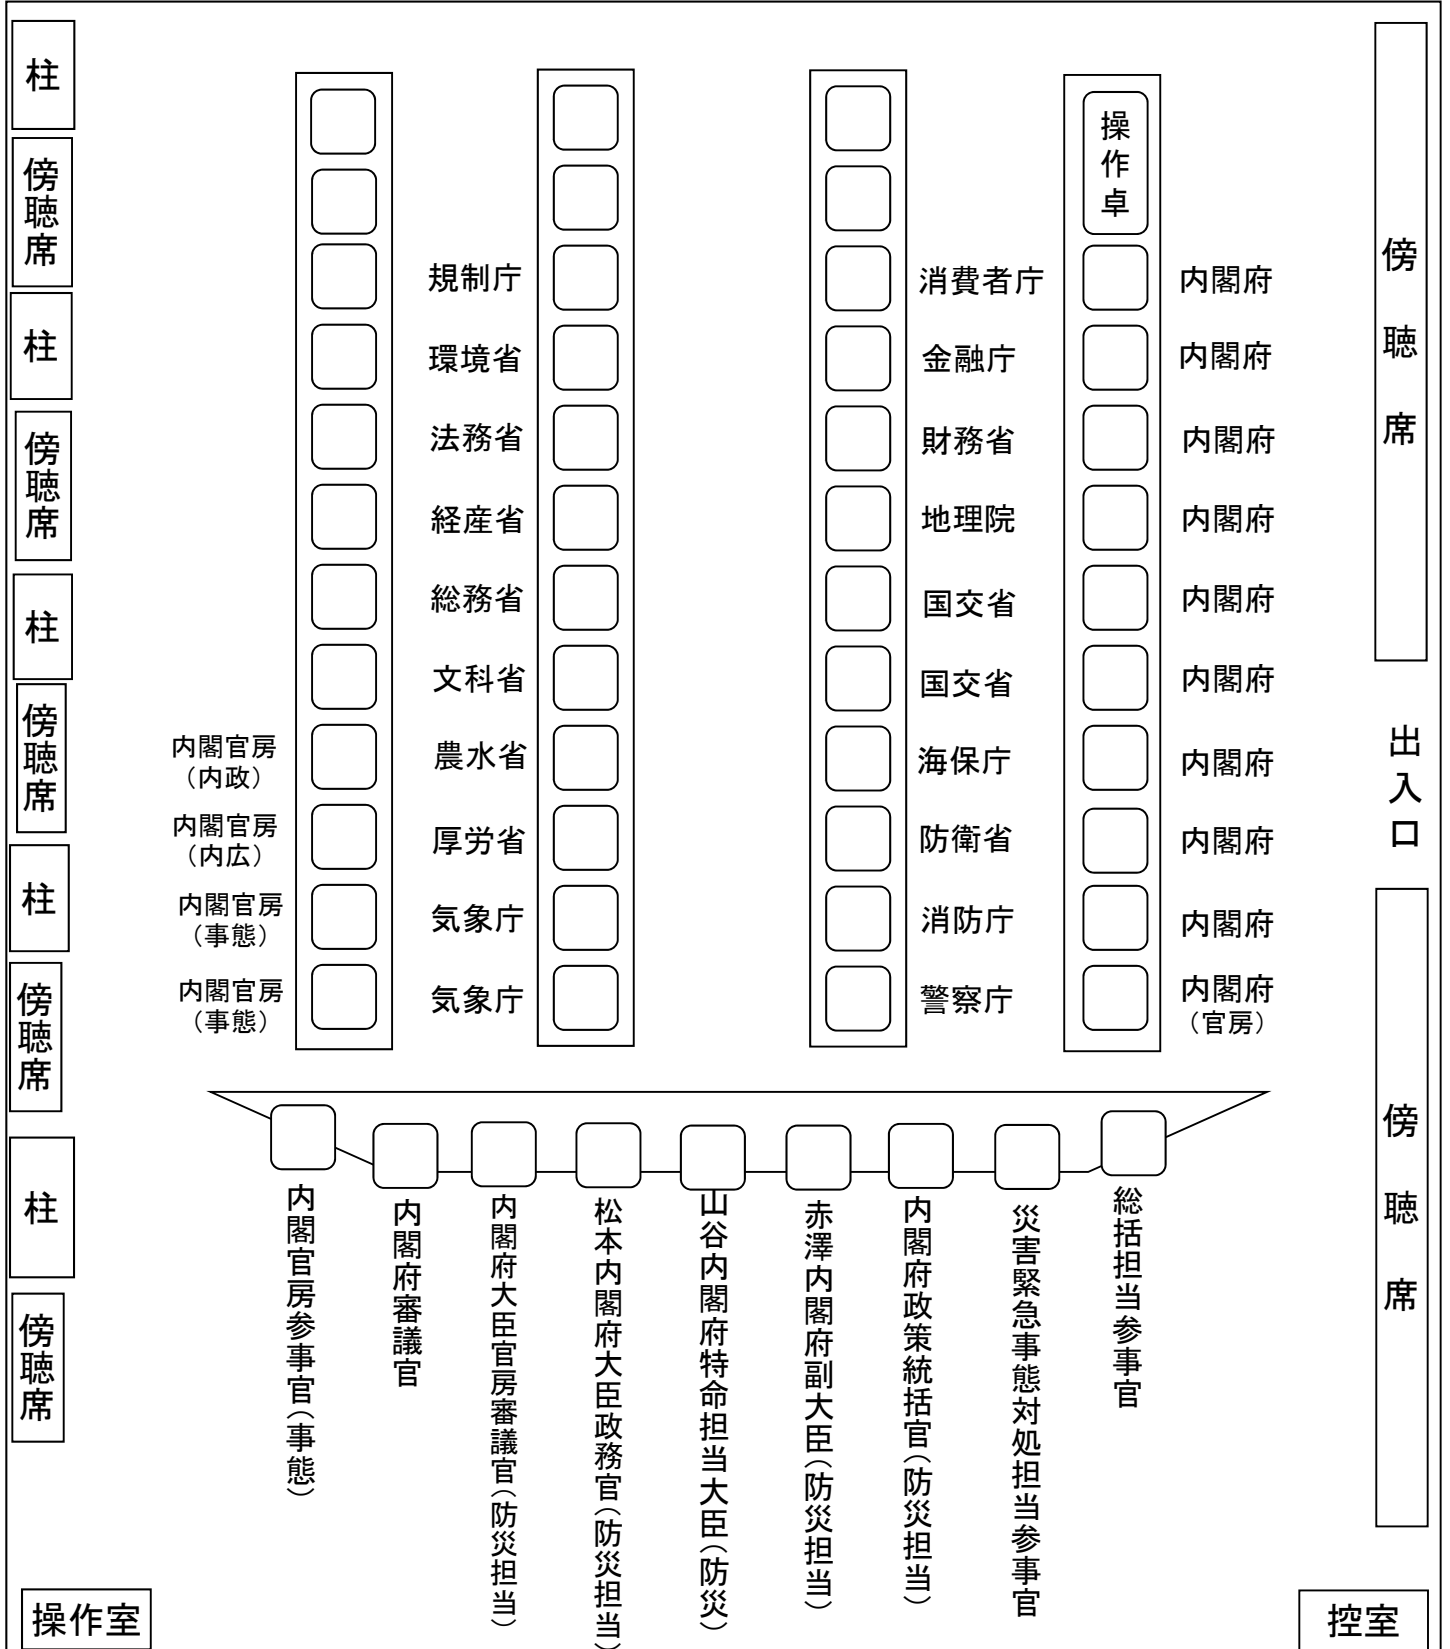 柱
傍聴席
柱
傍聴席
柱
傍聴席
柱
傍聴席
柱
傍聴席
操作室
内閣官房
（内政）
内閣官房
（内広）
内閣官房
（事態）
内閣官房
（事態）
規制庁
環境省
法務省
経産省
総務省
文科省
農水省
厚労省
気象庁
気象庁
消費者庁
金融庁
財務省
地理院
国交省
国交省
海保庁
防衛省
消防庁
警察庁
操作卓
内閣府
内閣府
内閣府
内閣府
内閣府
内閣府
内閣府
内閣府
内閣府
内閣府
（官房）
傍聴席
出入口
傍聴席
内閣官房参事官（事態）
内閣府審議官
内閣府大臣官房審議官（防災担当）
松本内閣府大臣政務官（防災担当）
山谷内閣府特命担当大臣（防災）
赤澤内閣府副大臣（防災担当）
内閣府政策統括官（防災担当）
災害緊急事態対処担当参事官
総括担当参事官
控室